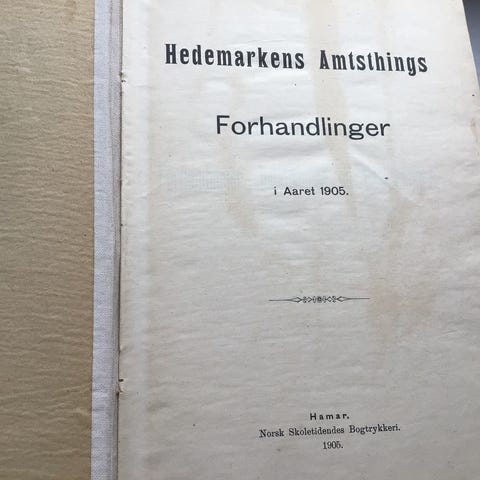 Hedemarkens Amtsthings
Forhandlinger
i Aaret 1905.
Hamar.
Norsk Skoletidendes Bogtrykkeri.
1905.